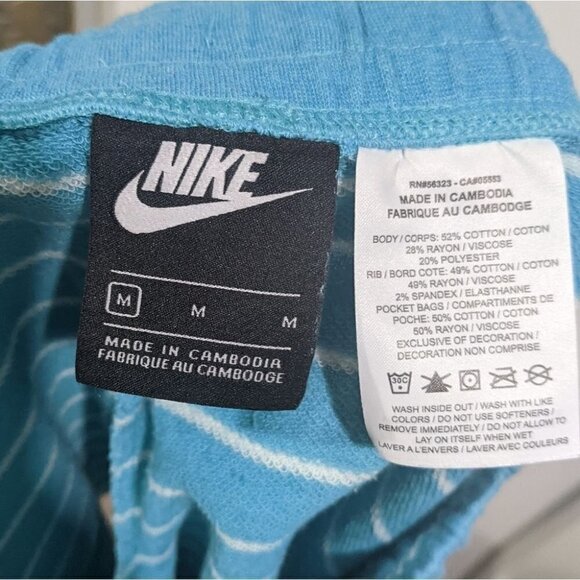 NIKE
M M M
MADE IN CAMBODIA
FABRIQUE AU CAMBODGE
RN#56323 - CA#05553
MADE IN CAMBODIA
FABRIQUE AU CAMBODGE
BODY / CORPS: 52% COTTON / COTON
28% RAYON / VISCOSE
20% POLYESTER
RIB / BORD COTE: 49% COTTON / COTON
49% RAYON / VISCOSE
2% SPANDEX / ELASTHANNE
POCKET BAGS / COMPARTIMENTS DE
POCHE: 50% COTTON / COTON
50% RAYON / VISCOSE
EXCLUSIVE OF DECORATION /
DECORATION NON COMPRISE
30C
WASH INSIDE OUT / WASH WITH LIKE
COLORS / DO NOT USE SOFTENERS /
REMOVE IMMEDIATELY / DO NOT ALLOW TO
LAY ON ITSELF WHEN WET
LAVER A L'ENVERS / LAVER AVEC COULEURS